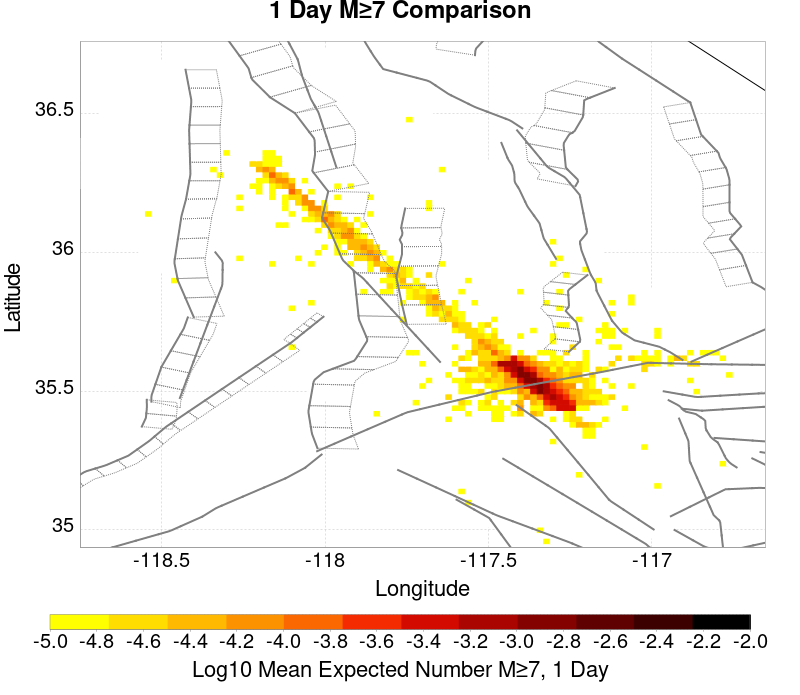 1 Day M≥7 Comparison
36.5
36
35.5
35
Latitude
-118.5 -118 -117.5 -117
Longitude
-5.0 -4.8 -4.6 -4.4 -4.2 -4.0 -3.8 -3.6 -3.4 -3.2 -3.0 -2.8 -2.6 -2.4 -2.2 -2.0
Log10 Mean Expected Number M≥7, 1 Day